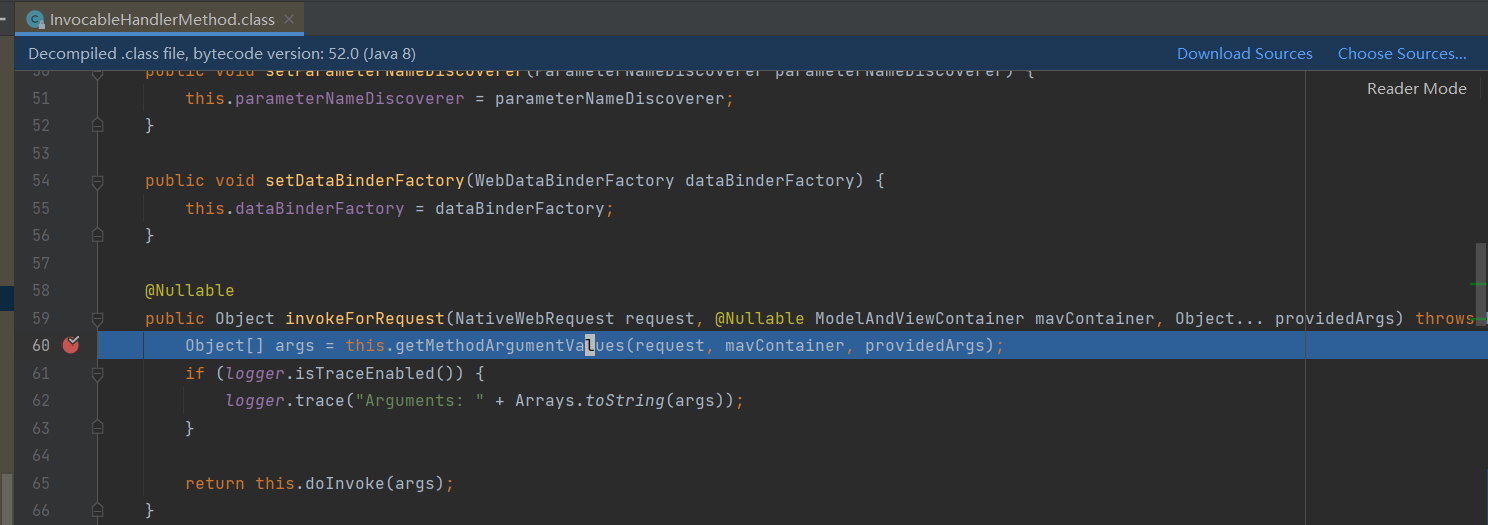 InvocableHandlerMethod.class
Decompiled .class file, bytecode version: 52.0 (Java 8) Download Sources Choose Sources...
Reader Mode
50 public void setParameterNameDiscoverer(ParameterNameDiscoverer parameterNameDiscoverer) {
51 this.parameterNameDiscoverer = parameterNameDiscoverer;
52 }
53
54 public void setDataBinderFactory(WebDataBinderFactory dataBinderFactory) {
55 this.dataBinderFactory = dataBinderFactory;
56 }
57
58 @Nullable
59 public Object invokeForRequest(NativeWebRequest request, @Nullable ModelAndViewContainer mavContainer, Object... providedArgs) throws
60 Object[] args = this.getMethodArgumentValues(request, mavContainer, providedArgs);
61 if (logger.isTraceEnabled()) {
62 logger.trace("Arguments: " + Arrays.toString(args));
63 }
64
65 return this.doInvoke(args);
66 }